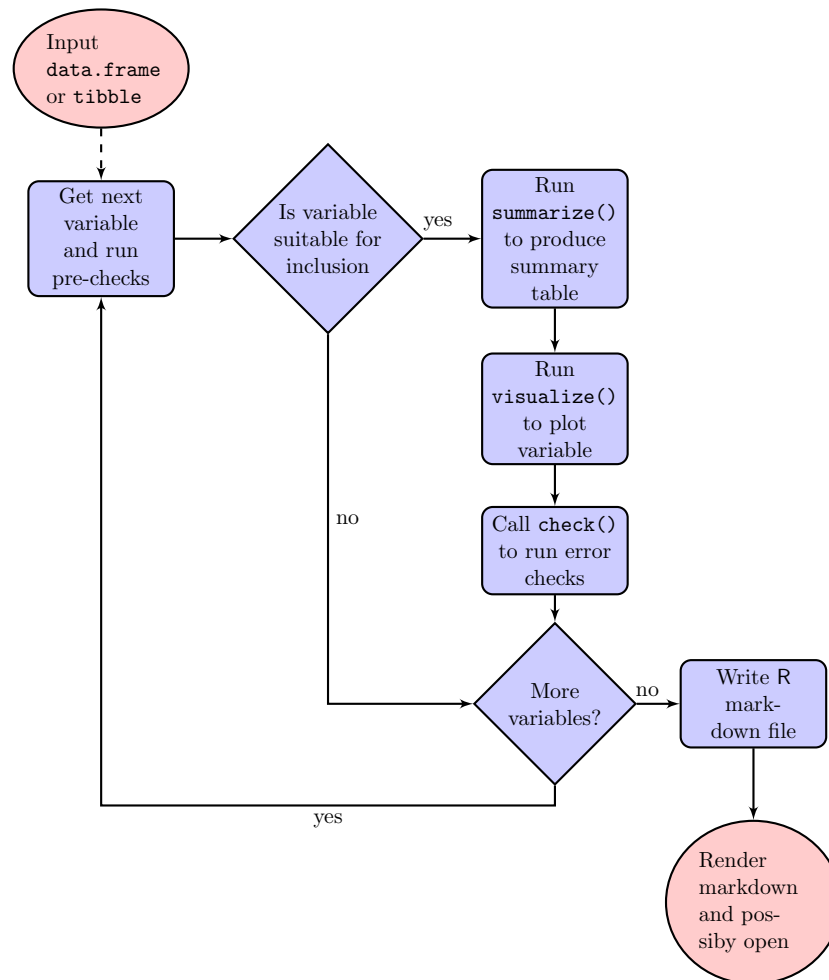 Input
data.frame
or tibble
Get next
variable
and run
pre-checks
Is variable
suitable for
inclusion
yes
Run
summarize()
to produce
summary
table
Run
visualize()
to plot
variable
no
Call check()
to run error
checks
More
variables?
no
Write R
mark-
down file
yes
Render
markdown
and pos-
siby open